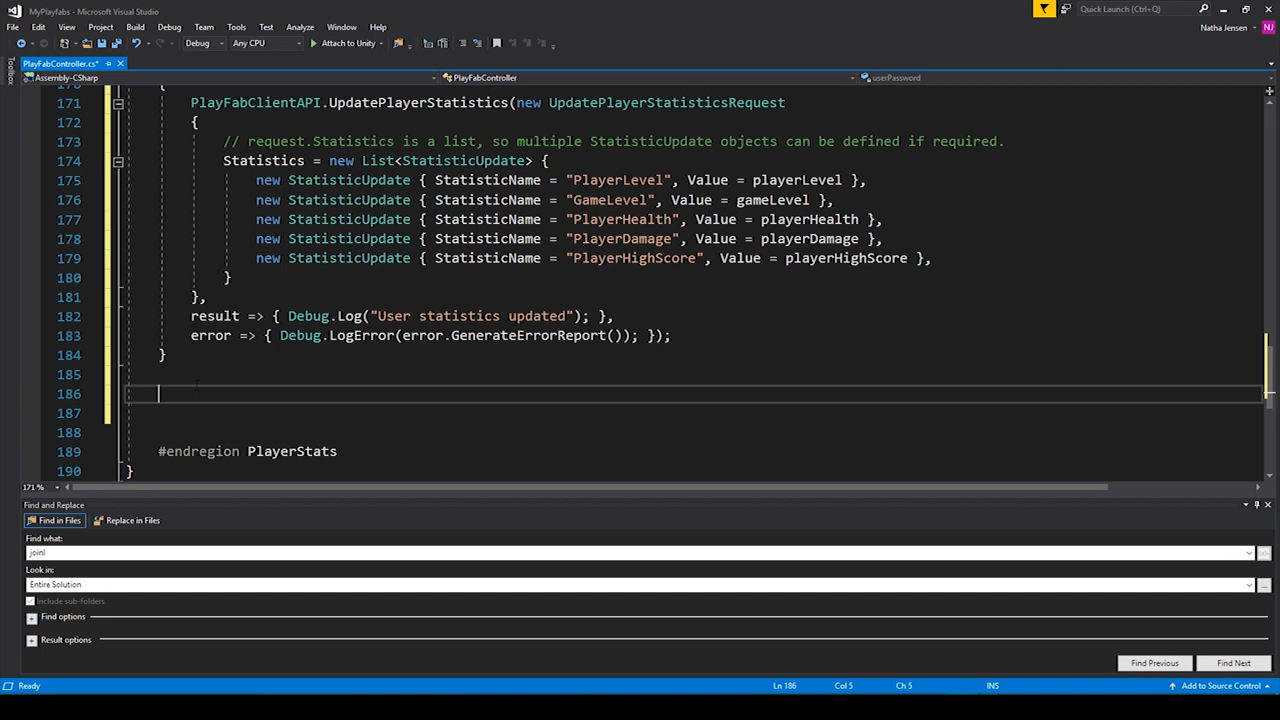 MyPlayfabs - Microsoft Visual Studio
Quick Launch (Ctrl+Q)
File Edit View Project Build Debug Team Tools Test Analyze Window Help
Natha Jensen NJ
Debug Any CPU Attach to Unity
Toolbox PlayFabController.cs*
Assembly-CSharp PlayFabController userPassword
170 {
171 PlayFabClientAPI.UpdatePlayerStatistics(new UpdatePlayerStatisticsRequest
172 {
173 // request.Statistics is a list, so multiple StatisticUpdate objects can be defined if required.
174 Statistics = new List<StatisticUpdate> {
175 new StatisticUpdate { StatisticName = "PlayerLevel", Value = playerLevel },
176 new StatisticUpdate { StatisticName = "GameLevel", Value = gameLevel },
177 new StatisticUpdate { StatisticName = "PlayerHealth", Value = playerHealth },
178 new StatisticUpdate { StatisticName = "PlayerDamage", Value = playerDamage },
179 new StatisticUpdate { StatisticName = "PlayerHighScore", Value = playerHighScore },
180 }
181 },
182 result => { Debug.Log("User statistics updated"); },
183 error => { Debug.LogError(error.GenerateErrorReport()); });
184 }
185
186
187
188
189 #endregion PlayerStats
190 }
171 %
Find and Replace
Find in Files Replace in Files
Find what:
joinl
Look in:
Entire Solution
...
Include sub-folders
Find options
Result options
Find Previous Find Next
Ready Ln 186 Col 5 Ch 5 INS Add to Source Control